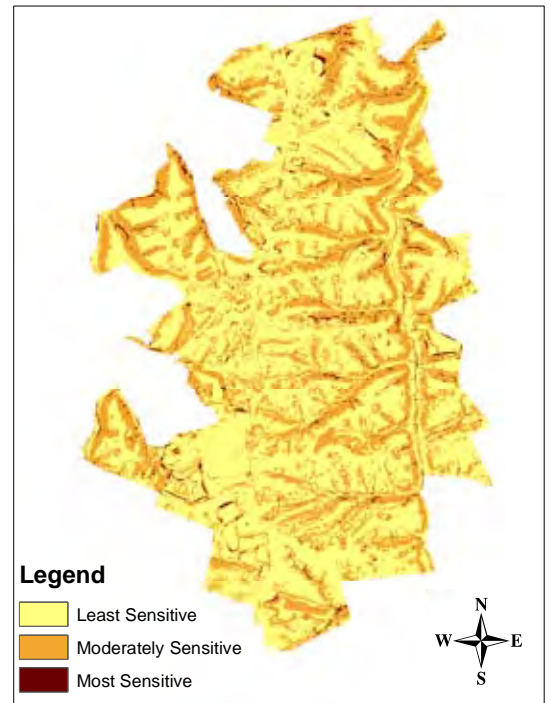 Legend
Least Sensitive
Moderately Sensitive
Most Sensitive
N
W E
S